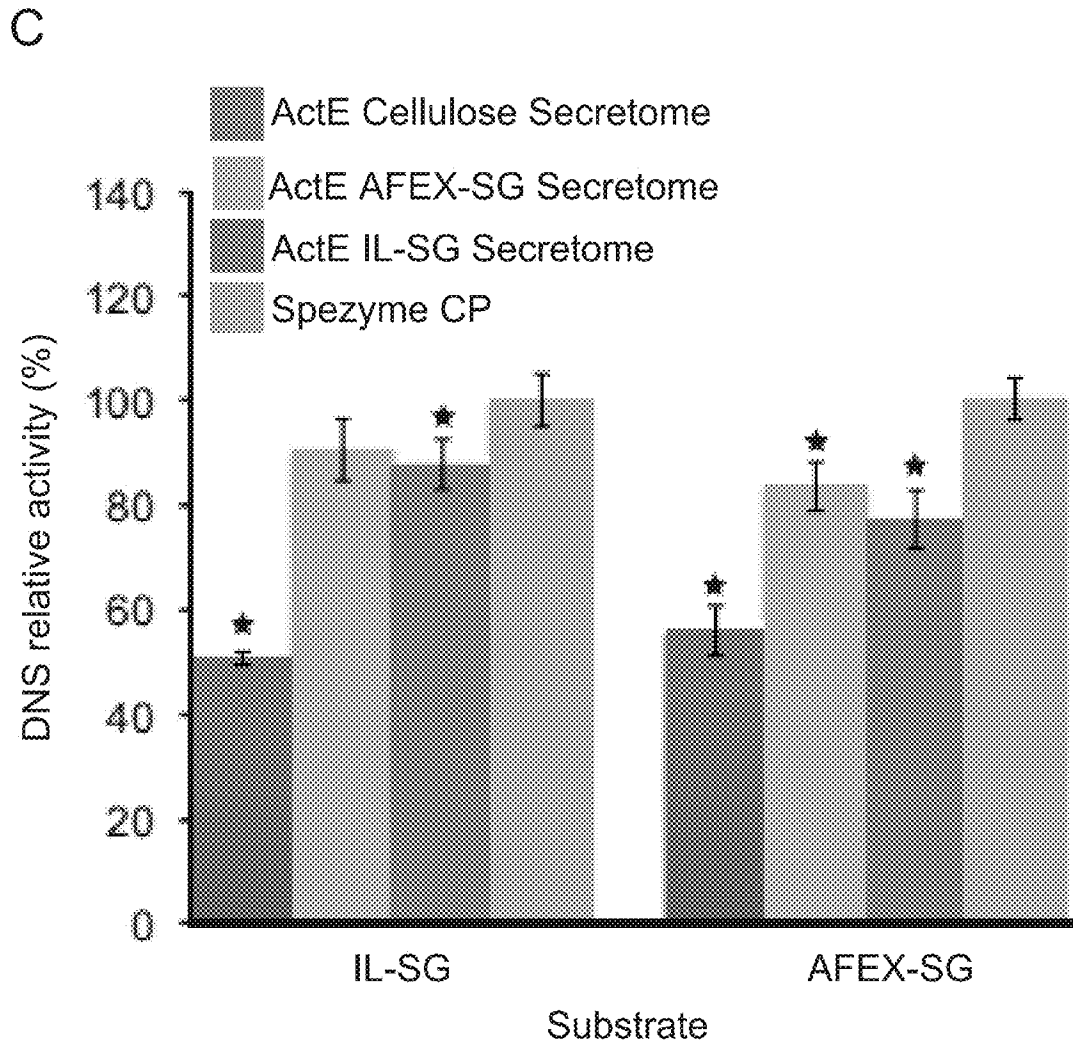 C
ActE Cellulose Secretome
ActE AFEX-SG Secretome
ActE IL-SG Secretome
Spezyme CP
DNS relative activity (%)
140
120
100
80
60
40
20
0
IL-SG
AFEX-SG
Substrate